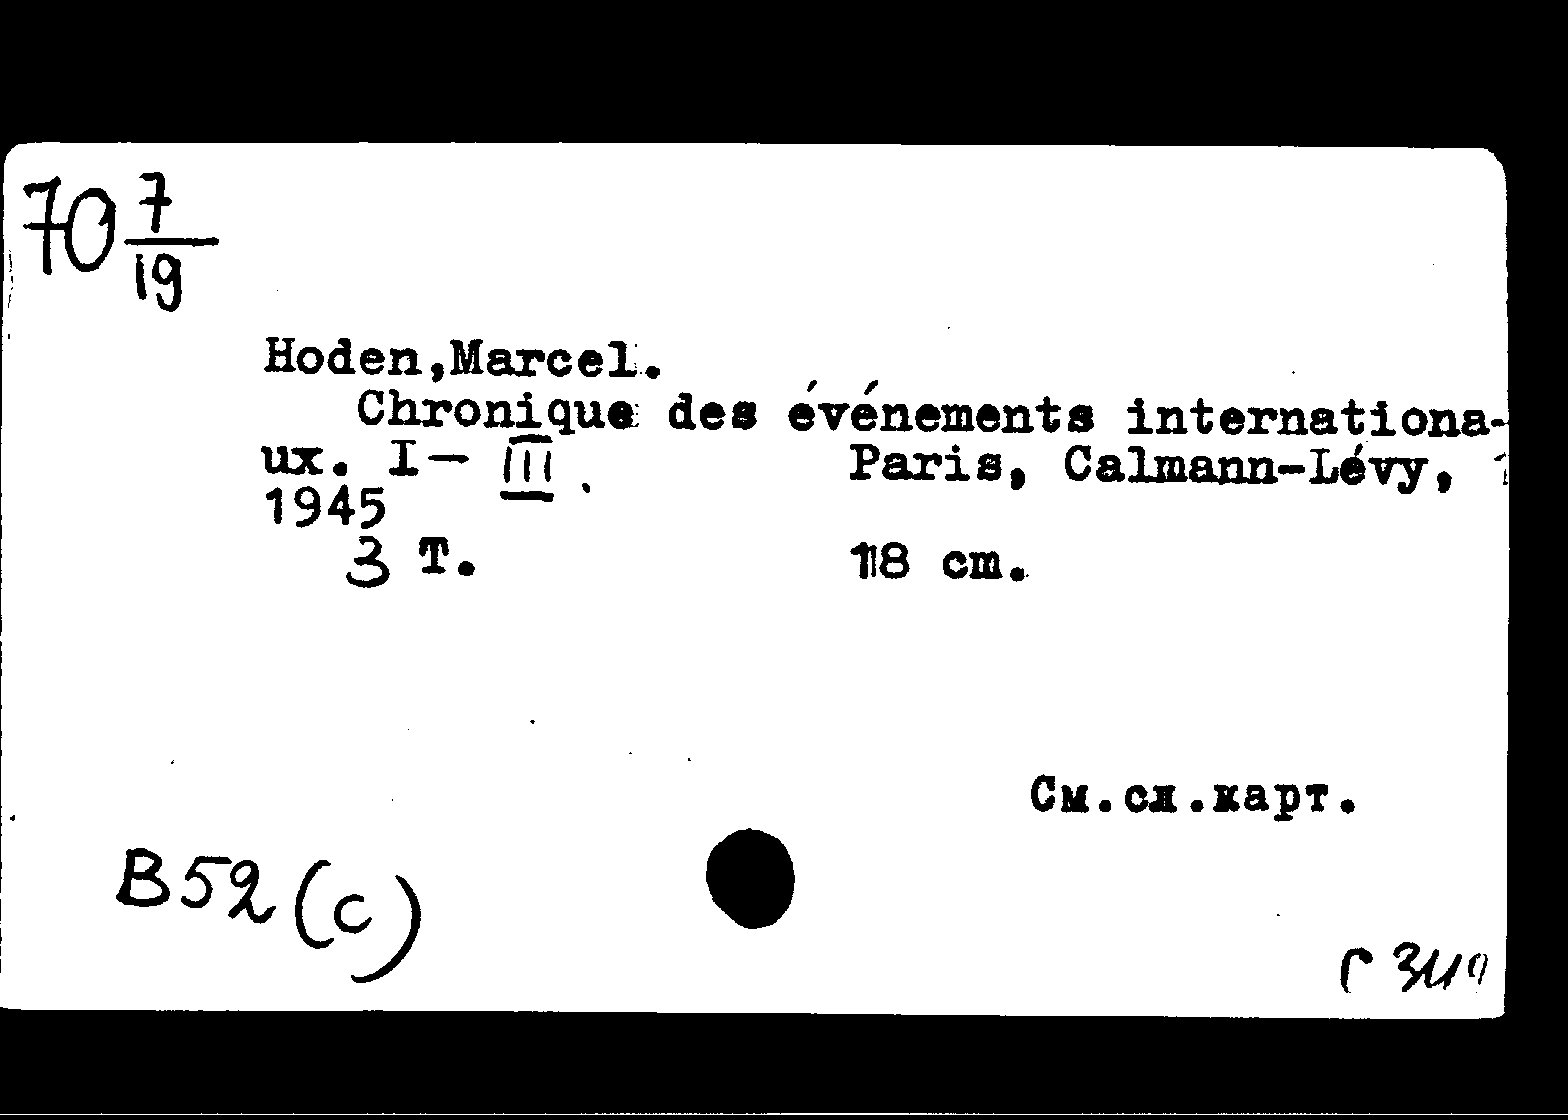 70 7/19
Hoden,Marcel.
Chronique des événements internationa-
ux. I- III. Paris, Calmann-Lévy,
1945
3 T. 18 cm.
См.сл.карт.
B52(c)